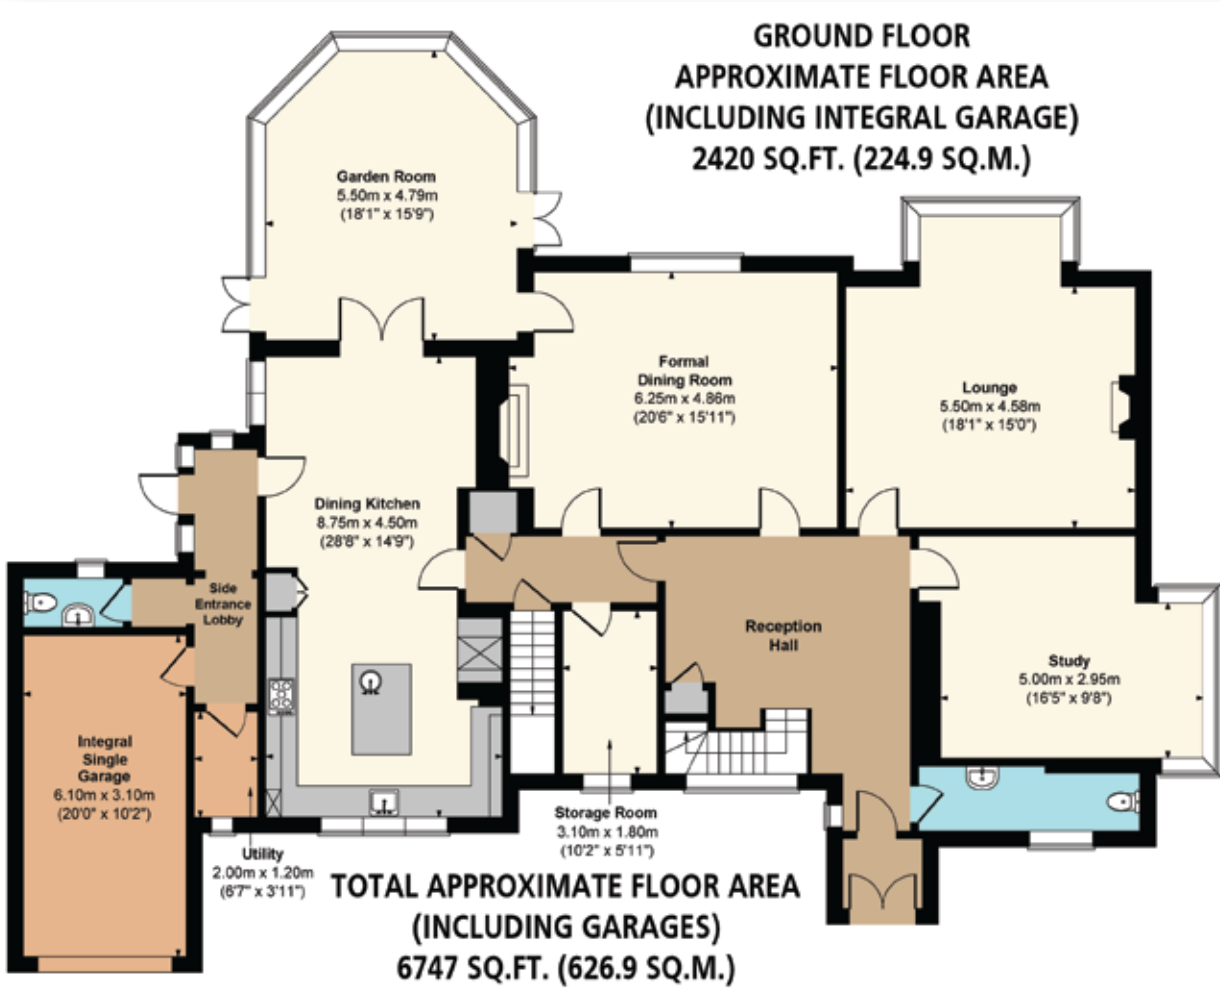 GROUND FLOOR
APPROXIMATE FLOOR AREA
(INCLUDING INTEGRAL GARAGE)
2420 SQ.FT. (224.9 SQ.M.)
Garden Room
5.50m x 4.79m
(18'1" x 15'9")
Formal
Dining Room
6.25m x 4.86m
(20'6" x 15'11")
Lounge
5.50m x 4.58m
(18'1" x 15'0")
Dining Kitchen
8.75m x 4.50m
(28'8" x 14'9")
Side
Entrance
Lobby
Reception
Hall
Study
5.00m x 2.95m
(16'5" x 9'8")
Integral
Single
Garage
6.10m x 3.10m
(20'0" x 10'2")
Storage Room
3.10m x 1.80m
(10'2" x 5'11")
Utility
2.00m x 1.20m
(6'7" x 3'11")
TOTAL APPROXIMATE FLOOR AREA
(INCLUDING GARAGES)
6747 SQ.FT. (626.9 SQ.M.)